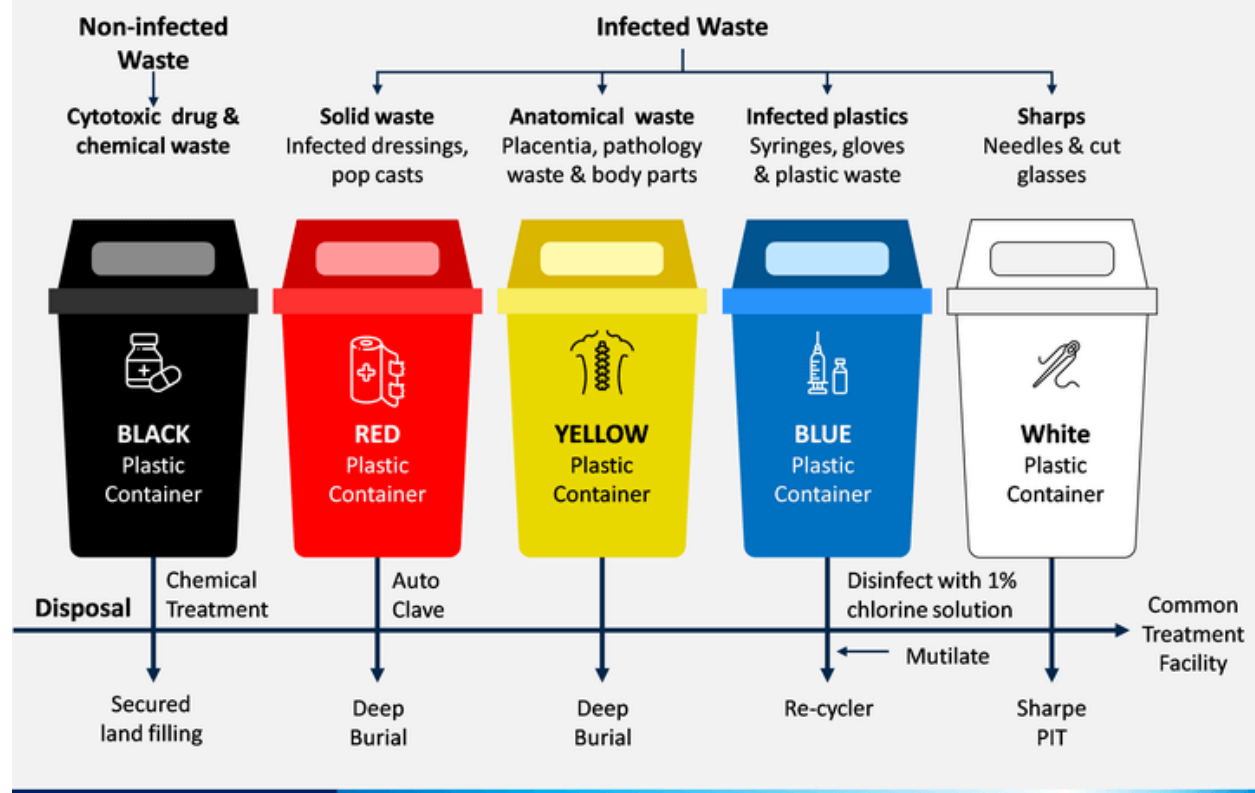 Non-infected
Waste
Infected Waste
Cytotoxic drug &
chemical waste
Solid waste
Infected dressings,
pop casts
Anatomical waste
Placentia, pathology
waste & body parts
Infected plastics
Syringes, gloves
& plastic waste
Sharps
Needles & cut
glasses
BLACK
Plastic
Container
RED
Plastic
Container
YELLOW
Plastic
Container
BLUE
Plastic
Container
White
Plastic
Container
Disposal
Chemical
Treatment
Auto
Clave
Disinfect with 1%
chlorine solution
Mutilate
Common
Treatment
Facility
Secured
land filling
Deep
Burial
Deep
Burial
Re-cycler
Sharpe
PIT